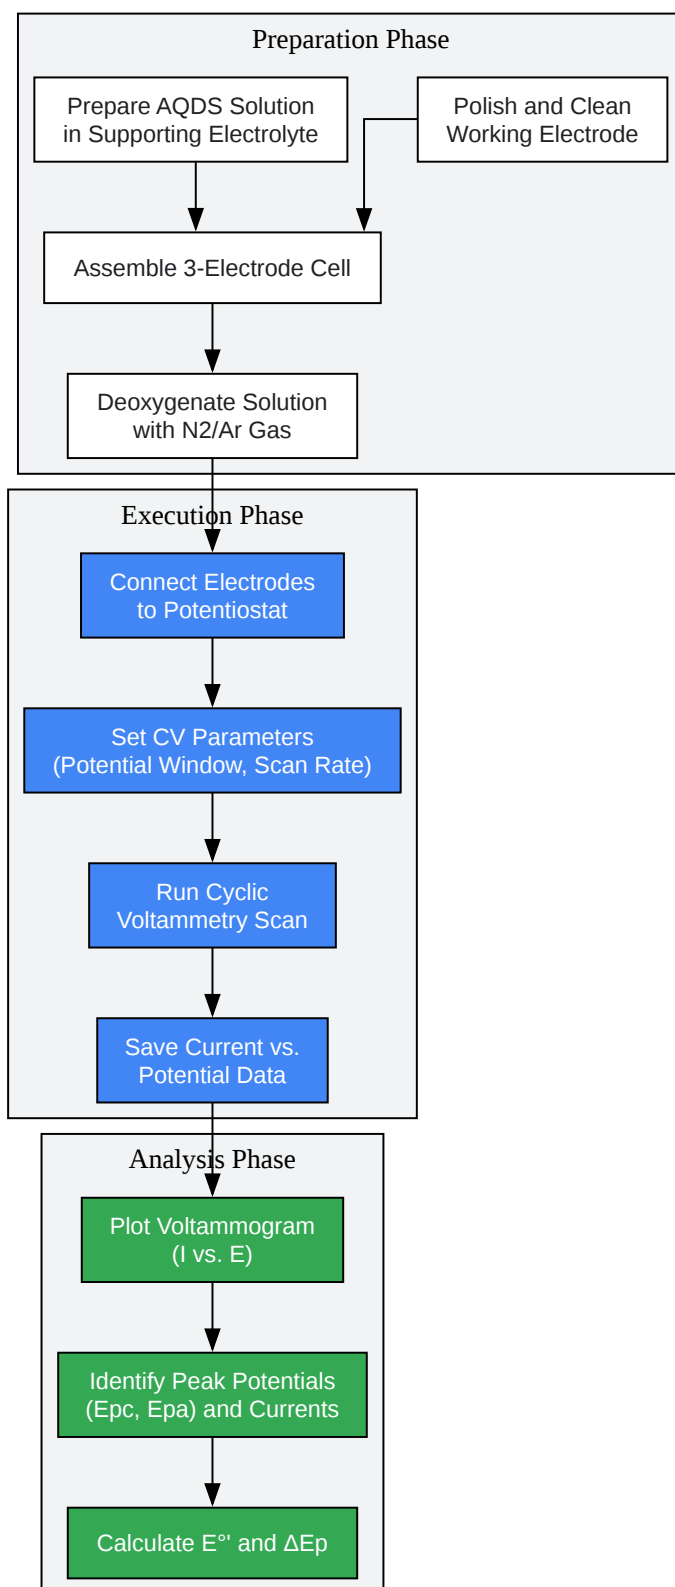 Preparation Phase
Prepare AQDS Solution
in Supporting Electrolyte
Polish and Clean
Working Electrode
Assemble 3-Electrode Cell
Deoxygenate Solution
with N2/Ar Gas
Execution Phase
Connect Electrodes
to Potentiostat
Set CV Parameters
(Potential Window, Scan Rate)
Run Cyclic
Voltammetry Scan
Save Current vs.
Potential Data
Analysis Phase
Plot Voltammogram
(I vs. E)
Identify Peak Potentials
(Epc, Epa) and Currents
Calculate E°' and ΔEp